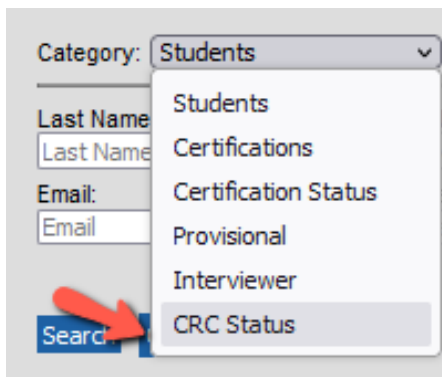 Category: Students
Students
Last Name
Last Name
Certifications
Email:
Certification Status
Email
Provisional
Interviewer
CRC Status
Search